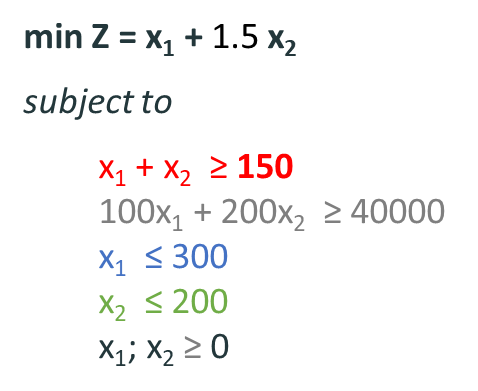 min Z = x₁ + 1.5 x₂
subject to
x₁ + x₂ ≥ 150
100x₁ + 200x₂ ≥ 40000
x₁ ≤ 300
x₂ ≤ 200
x₁; x₂ ≥ 0